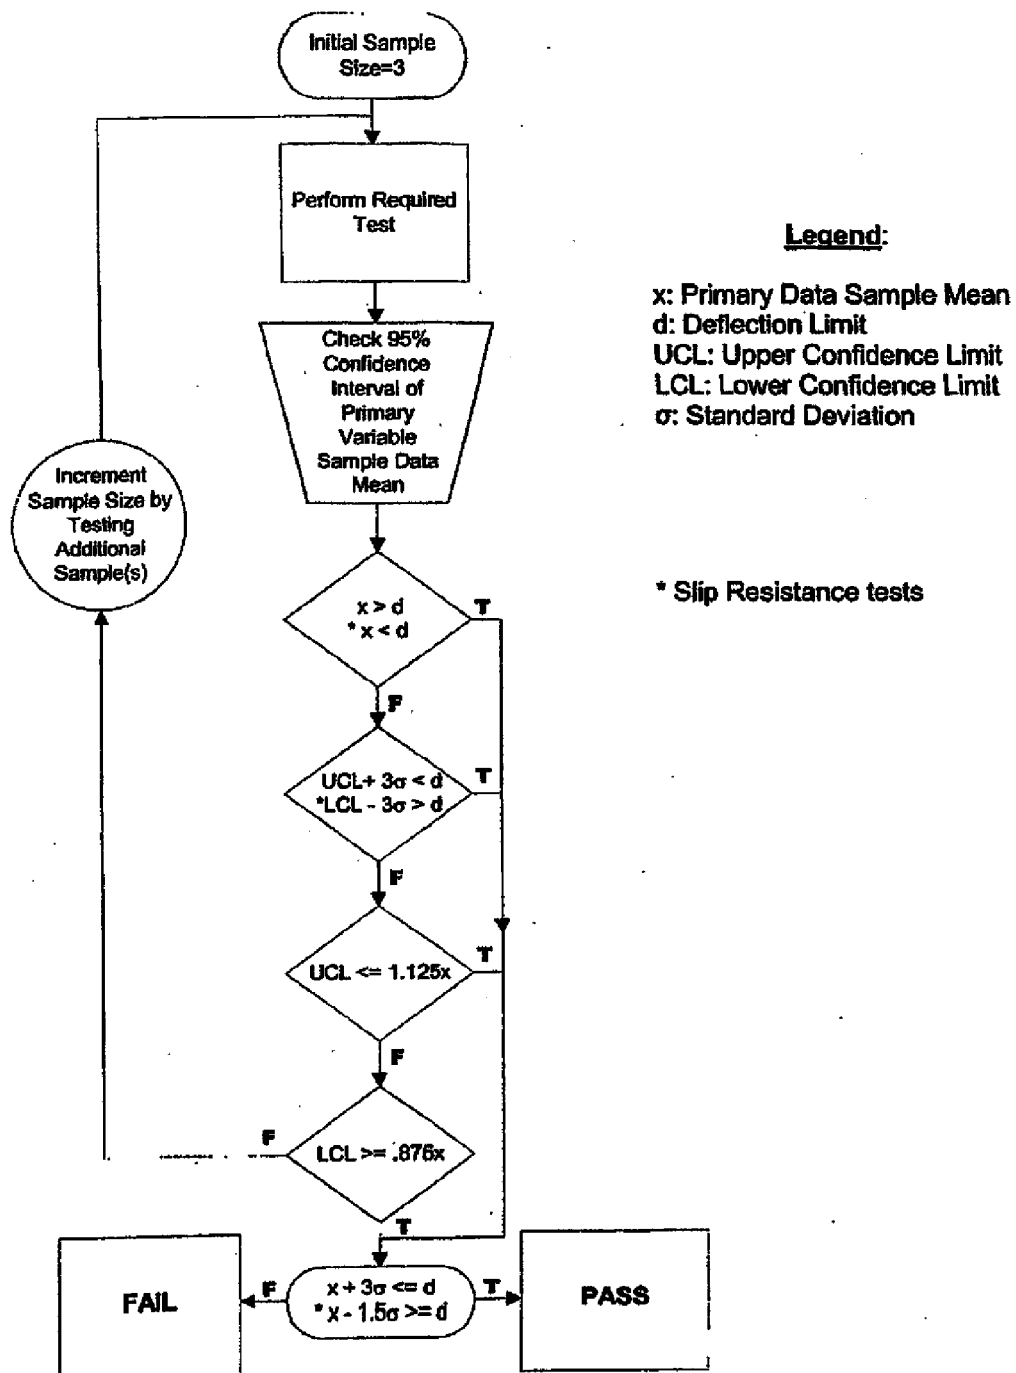 Initial Sample
Size=3
Perform Required
Test
Check 95%
Confidence
Interval of
Primary
Variable
Sample Data
Mean
Increment
Sample Size by
Testing
Additional
Sample(s)
x > d
* x < d
T
F
UCL+ 3σ < d
*LCL - 3σ > d
T
F
UCL <= 1.125x
T
F
LCL >= .875x
F
T
x + 3σ <= d
* x - 1.5σ >= d
F
T
FAIL
PASS
Legend:
x: Primary Data Sample Mean
d: Deflection Limit
UCL: Upper Confidence Limit
LCL: Lower Confidence Limit
σ: Standard Deviation
* Slip Resistance tests